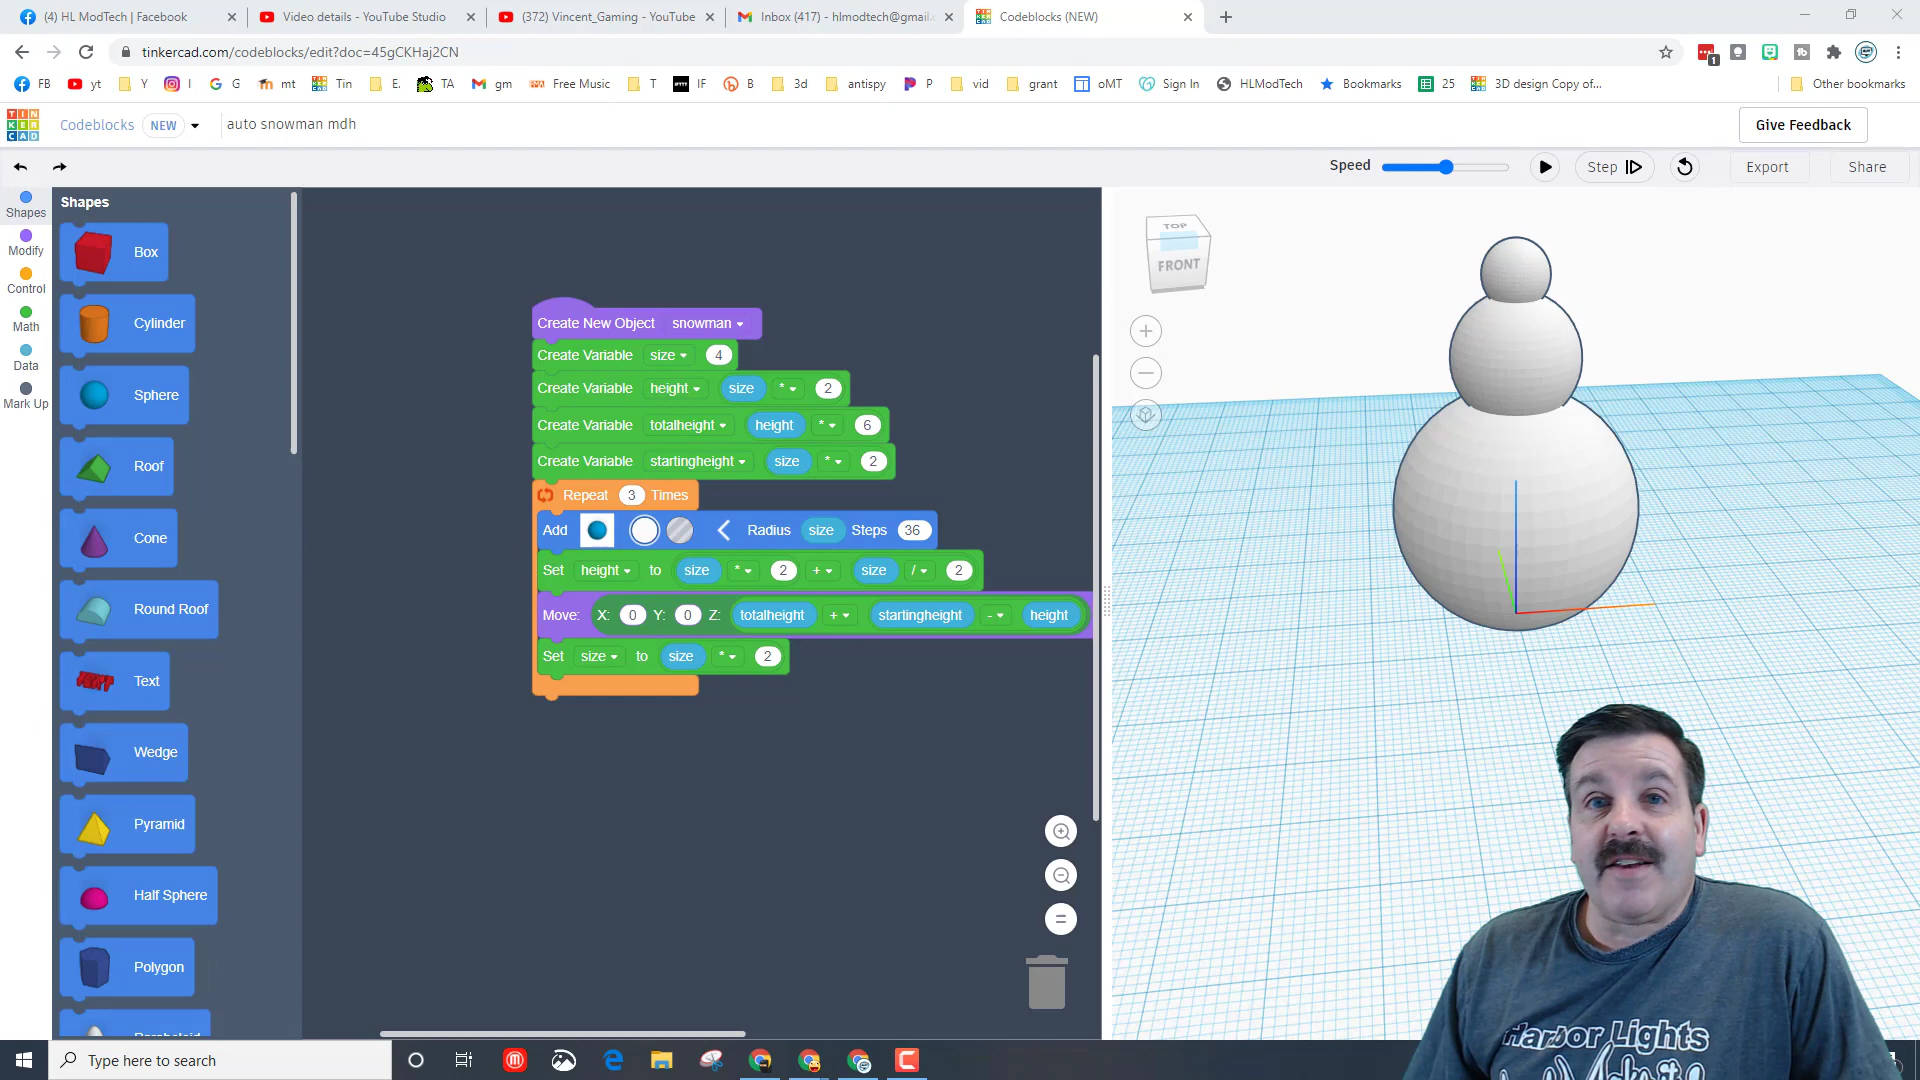 (4) HL ModTech | Facebook
Video details - YouTube Studio
(372) Vincent_Gaming - YouTube
Inbox (417) - hlmodtech@gmail.c
Codeblocks (NEW)
tinkercad.com/codeblocks/edit?doc=45gCKHaj2CN
1
FB yt Y I G mt Tin E. TA gm Free Music T IF B 3d antispy P vid grant oMT Sign In HLModTech Bookmarks 25 3D design Copy of... Other bookmarks
TIN KER CAD
Codeblocks NEW auto snowman mdh
Give Feedback
Speed Step Export Share
Shapes
Modify
Control
Math
Data
Mark Up
Shapes
Box
Cylinder
Sphere
Roof
Cone
Round Roof
Text
Wedge
Pyramid
Half Sphere
Polygon
Paraboloid
Create New Object snowman
Create Variable size 4
Create Variable height size * 2
Create Variable totalheight height * 6
Create Variable startingheight size * 2
Repeat 3 Times
Add Radius size Steps 36
Set height to size * 2 + size / 2
Move: X: 0 Y: 0 Z: totalheight + startingheight - height
Set size to size * 2
TOP
FRONT
Harbor Lights
Make it
Type here to search